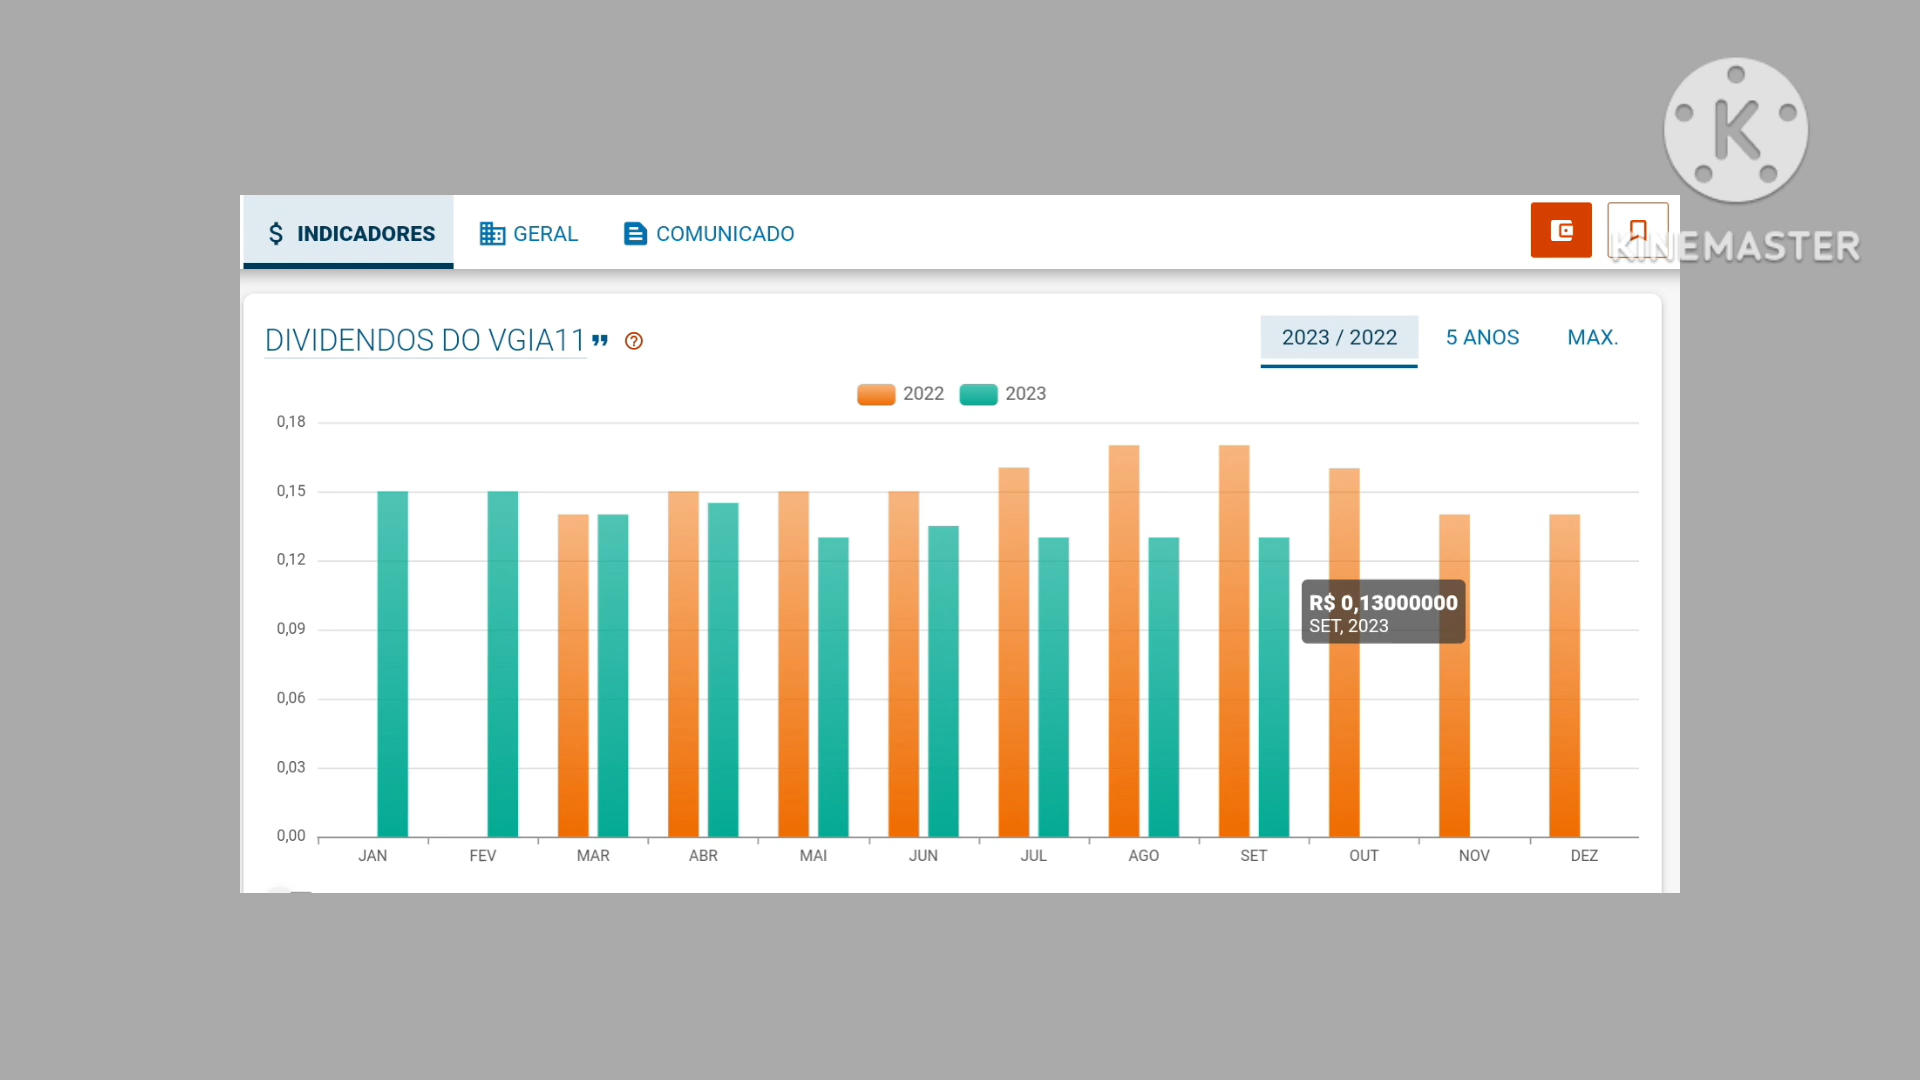 K
KINEMASTER
$ INDICADORES GERAL COMUNICADO
DIVIDENDOS DO VGIA11 ” ?
2023 / 2022 5 ANOS MAX.
2022 2023
0,18
0,15
0,12
0,09
0,06
0,03
0,00
R$ 0,13000000
SET, 2023
JAN FEV MAR ABR MAI JUN JUL AGO SET OUT NOV DEZ